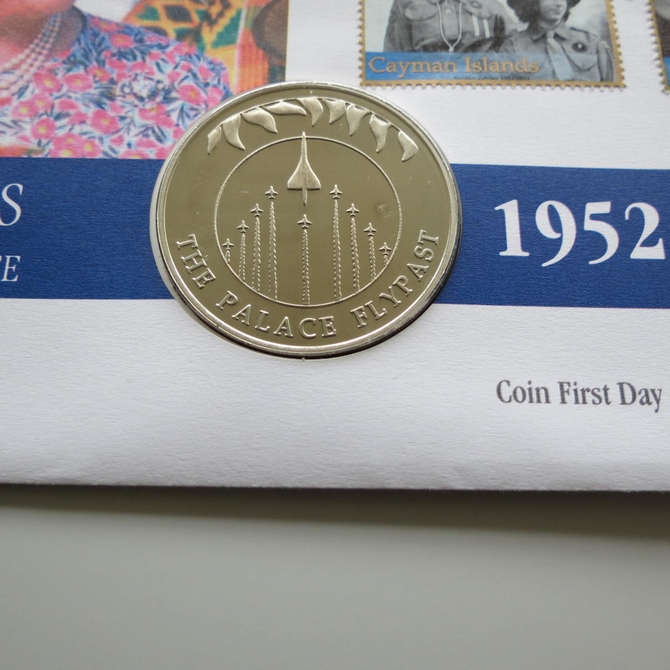 Cayman Islands
S
E
1952
THE PALACE FLYPAST
Coin First Day